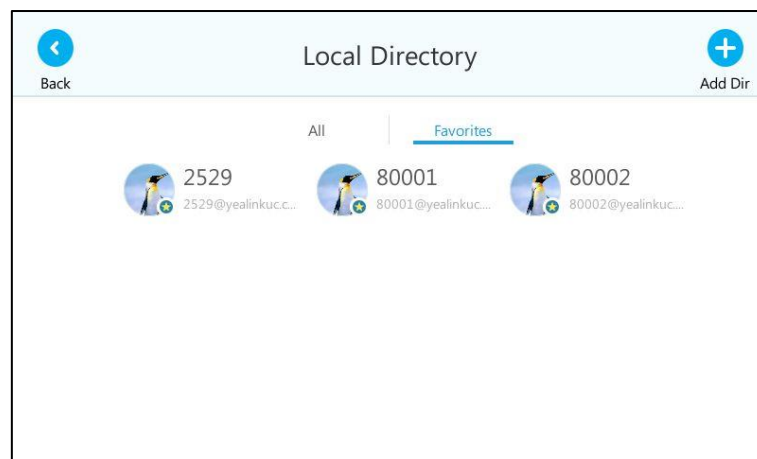 Local Directory
Back
Add Dir
All
Favorites
2529
2529@yealinkuc.c...
80001
80001@yealinkuc....
80002
80002@yealinkuc....